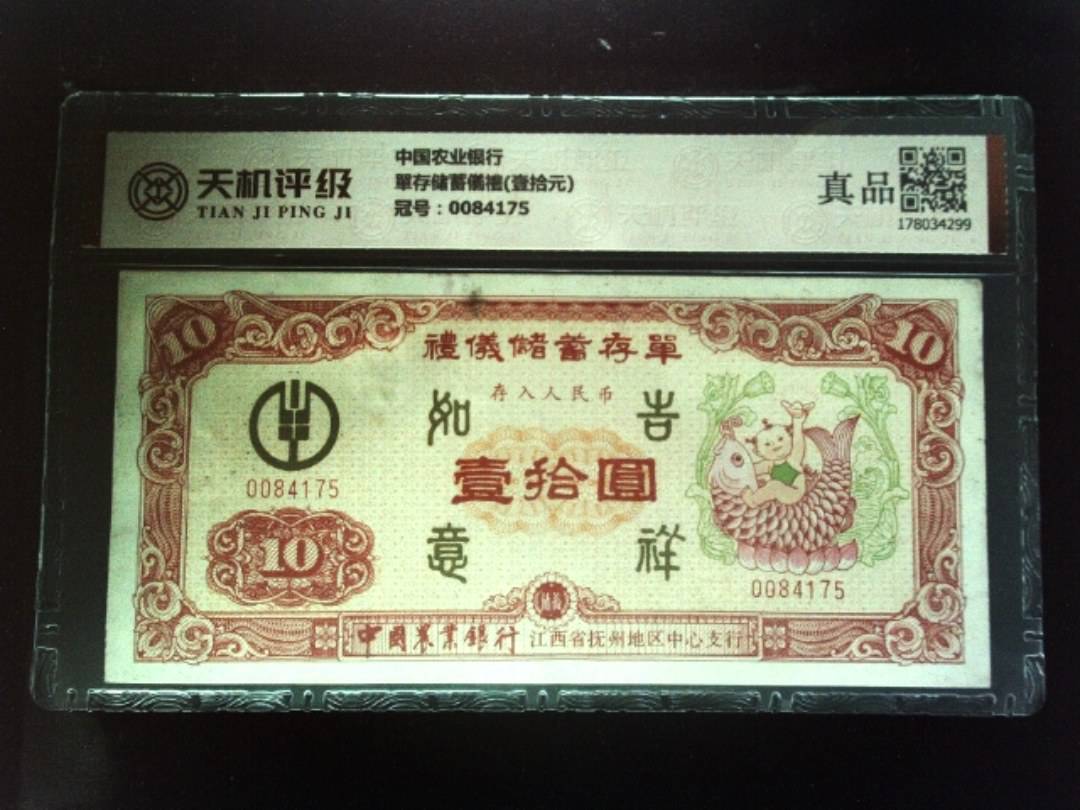 天机评级
TIAN JI PING JI
中国农业银行
單存储蓄儀禮(壹拾元)
冠号：0084175
真品
178034299
10
10
禮儀儲蓄存單
存入人民币
如 吉
壹拾圓
0084175
10
意 祥
0084175
中國農業銀行 江西省抚州地区中心支行